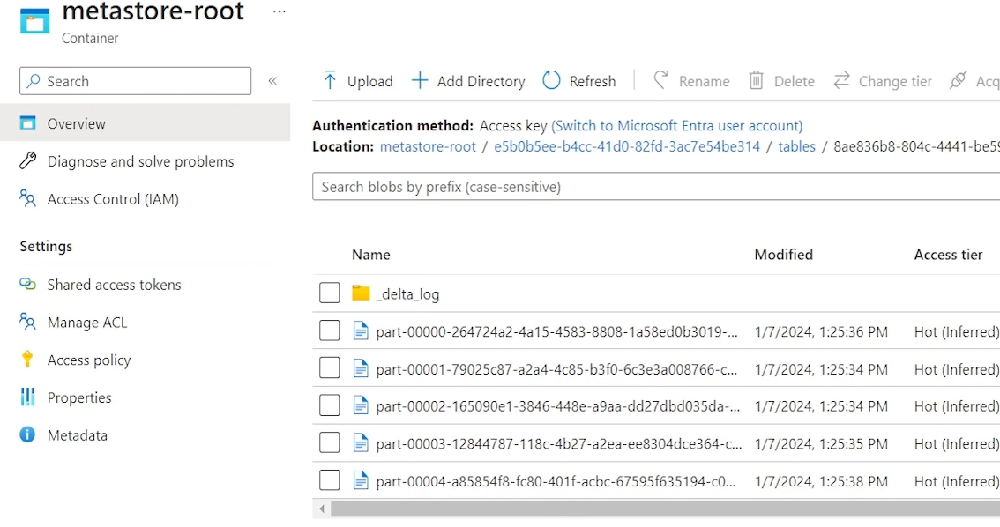 metastore-root ...
Container
Search «
Overview
Diagnose and solve problems
Access Control (IAM)
Settings
Shared access tokens
Manage ACL
Access policy
Properties
Metadata
Upload Add Directory Refresh Rename Delete Change tier Acq
Authentication method: Access key (Switch to Microsoft Entra user account)
Location: metastore-root / e5b0b5ee-b4cc-41d0-82fd-3ac7e54be314 / tables / 8ae836b8-804c-4441-be59
Search blobs by prefix (case-sensitive)
Name Modified Access tier
_delta_log
part-00000-264724a2-4a15-4583-8808-1a58ed0b3019-... 1/7/2024, 1:25:36 PM Hot (Inferred)
part-00001-79025c87-a2a4-4c85-b3f0-6c3e3a008766-c... 1/7/2024, 1:25:34 PM Hot (Inferred)
part-00002-165090e1-3846-448e-a9aa-dd27dbd035da-... 1/7/2024, 1:25:34 PM Hot (Inferred)
part-00003-12844787-118c-4b27-a2ea-ee8304dce364-c... 1/7/2024, 1:25:35 PM Hot (Inferred)
part-00004-a85854f8-fc80-401f-acbc-67595f635194-c0... 1/7/2024, 1:25:38 PM Hot (Inferred)